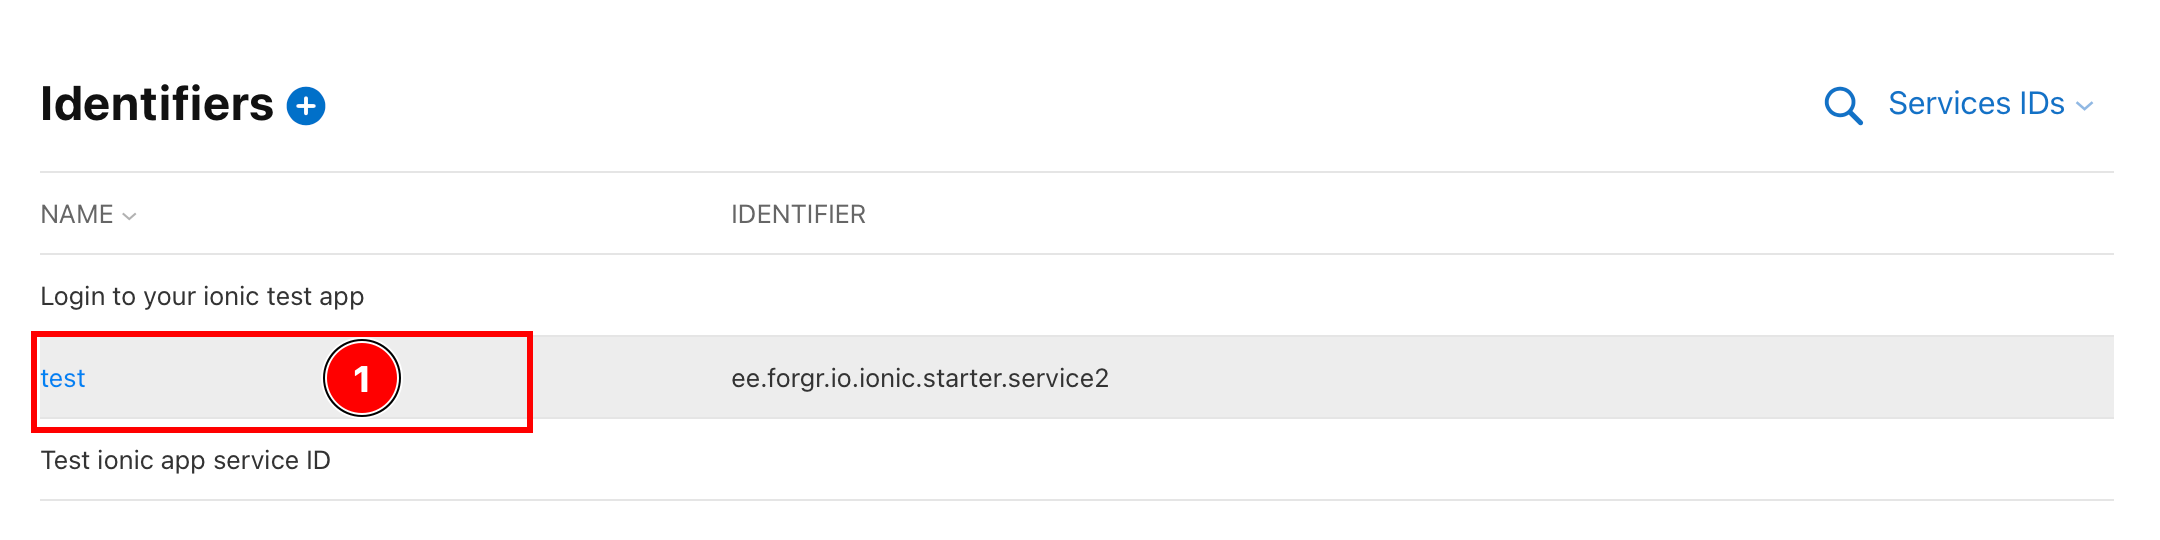 Identifiers
Services IDs
NAME
IDENTIFIER
Login to your ionic test app
test
1
ee.forgr.io.ionic.starter.service2
Test ionic app service ID